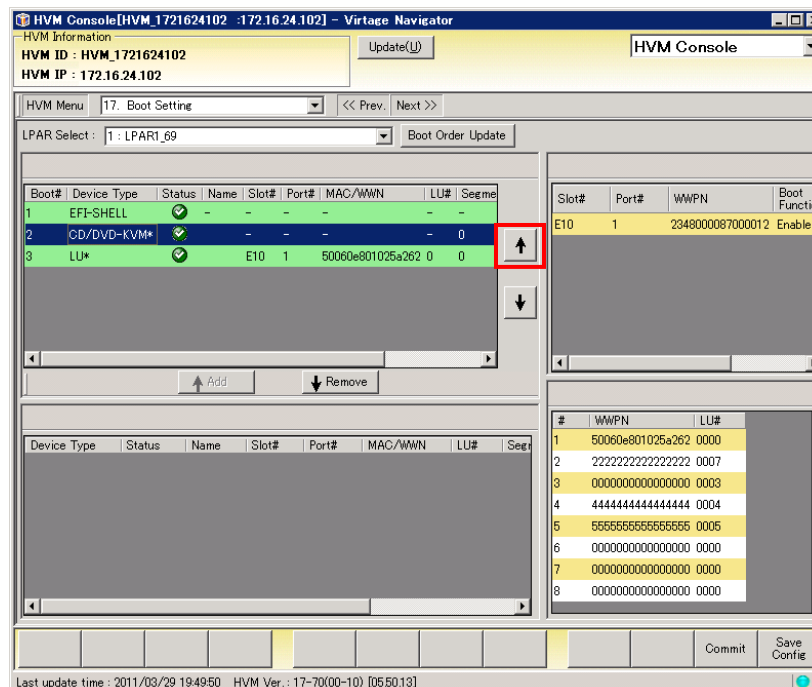 HVM Console[HVM_1721624102 :172.16.24.102] - Virtage Navigator
HVM Information
HVM ID : HVM_1721624102
HVM IP : 172.16.24.102
Update(U)
HVM Console
HVM Menu 17. Boot Setting << Prev. Next >>
LPAR Select : 1 : LPAR1_69 Boot Order Update
Boot# Device Type Status Name Slot# Port# MAC/WWN LU# Segme
1 EFI-SHELL - - - - - -
2 CD/DVD-KVM* - - - - 0
3 LU* E10 1 50060e801025a262 0 0
Add Remove
Device Type Status Name Slot# Port# MAC/WWN LU# Segr
Slot# Port# WWPN Boot Functi
E10 1 2348000087000012 Enable
# WWPN LU#
1 50060e801025a262 0000
2 2222222222222222 0007
3 0000000000000000 0003
4 4444444444444444 0004
5 5555555555555555 0005
6 0000000000000000 0000
7 0000000000000000 0000
8 0000000000000000 0000
Commit Save Config
Last update time : 2011/03/29 19:49:50 HVM Ver. : 17-70(00-10) [05.50.13]